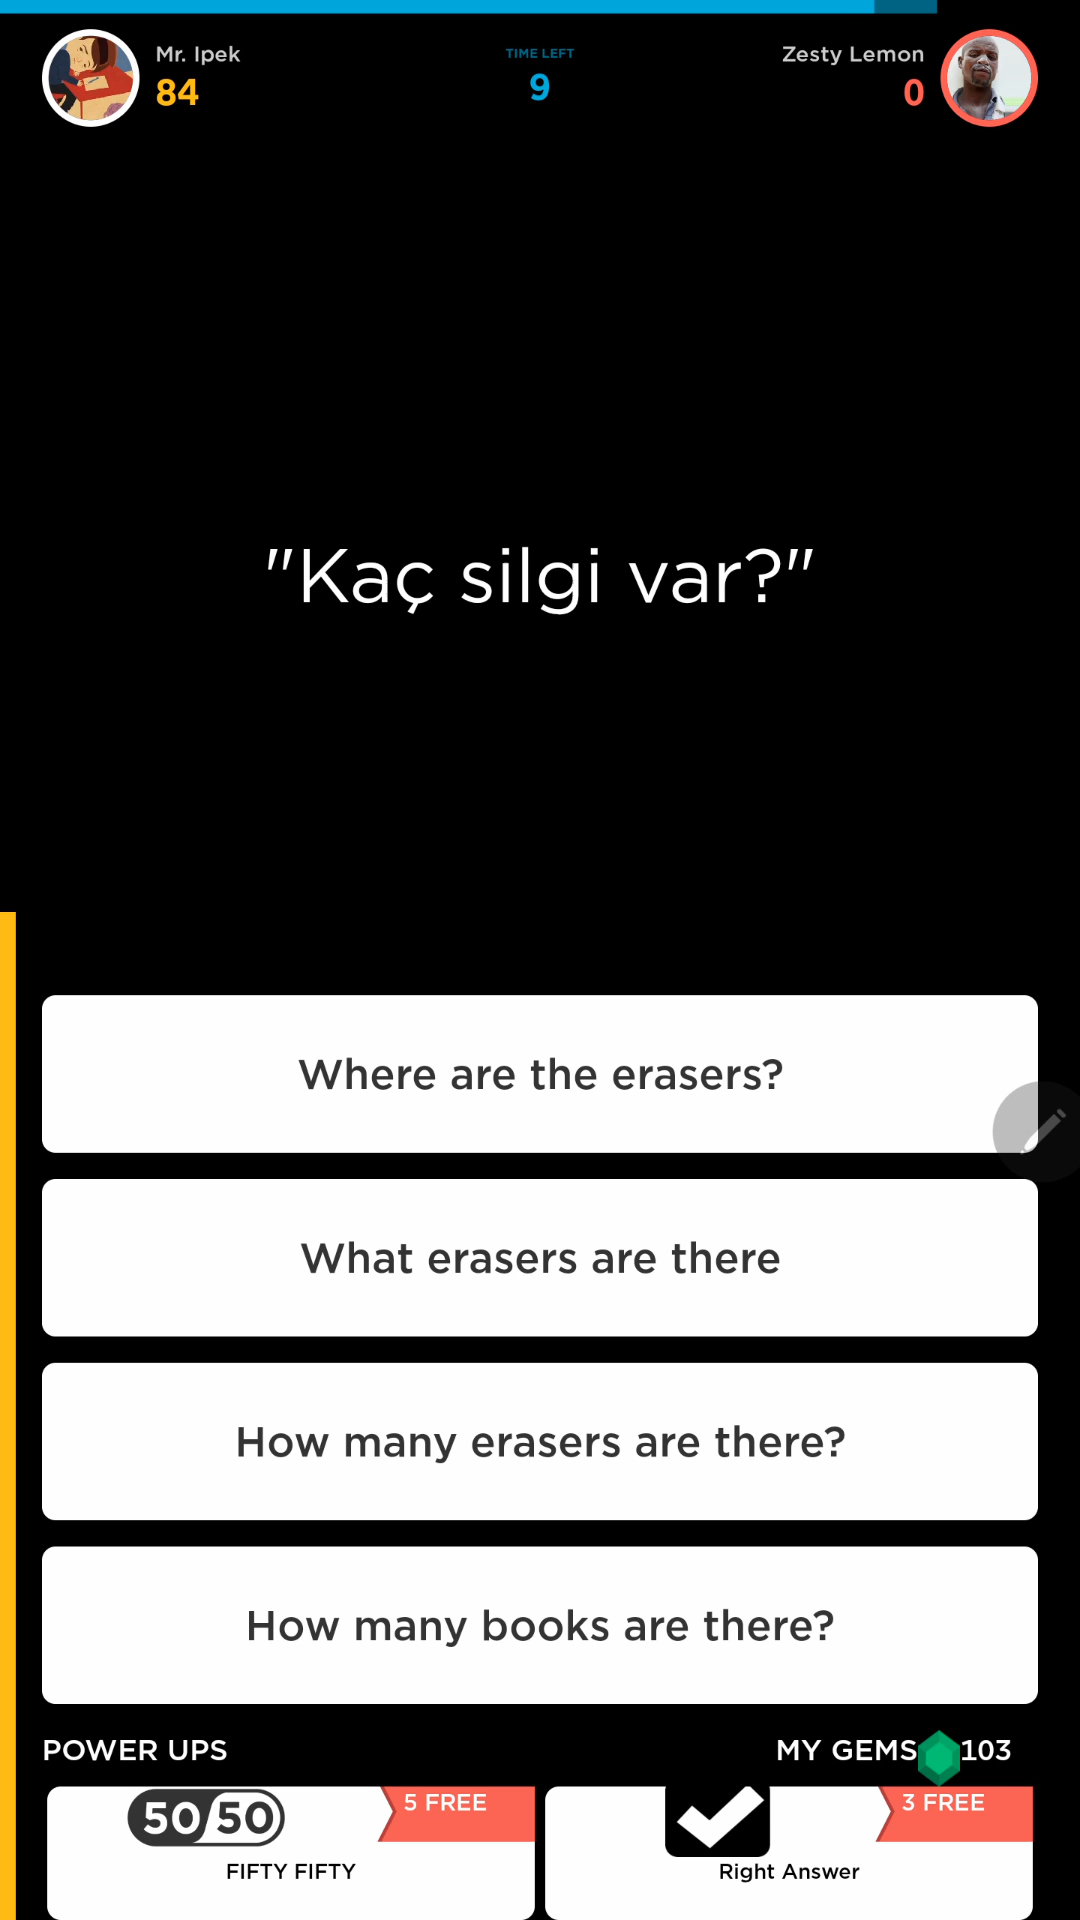 Mr. Ipek
84
TIME LEFT
9
Zesty Lemon
0
"Kaç silgi var?"
Where are the erasers?
What erasers are there
How many erasers are there?
How many books are there?
POWER UPS
MY GEMS 103
50/50
5 FREE
FIFTY FIFTY
3 FREE
Right Answer